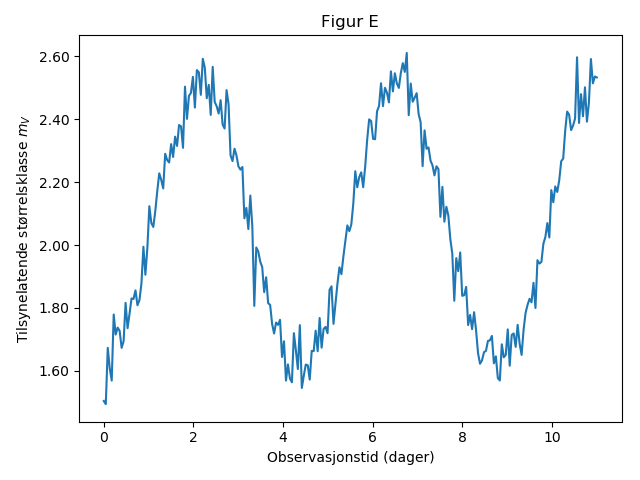 Figur E
Tilsynelatende størrelsklasse $m_V$
2.60
2.40
2.20
2.00
1.80
1.60
0 2 4 6 8 10
Observasjonstid (dager)